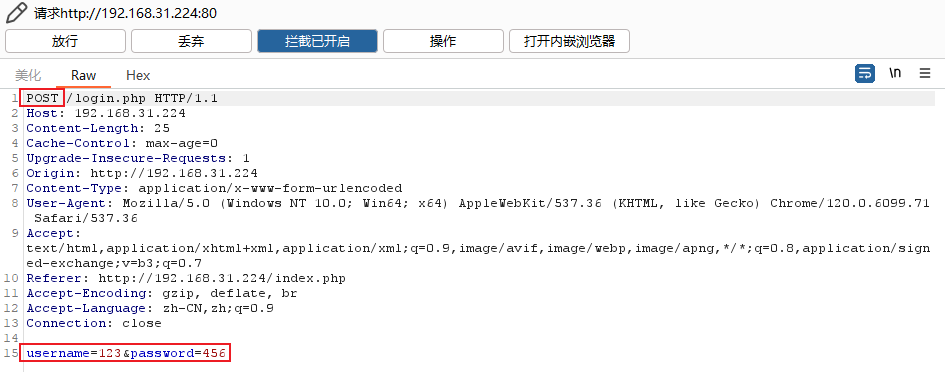 请求http://192.168.31.224:80
放行 丢弃 拦截已开启 操作 打开内嵌浏览器
美化 Raw Hex \n
1 POST /login.php HTTP/1.1
2 Host: 192.168.31.224
3 Content-Length: 25
4 Cache-Control: max-age=0
5 Upgrade-Insecure-Requests: 1
6 Origin: http://192.168.31.224
7 Content-Type: application/x-www-form-urlencoded
8 User-Agent: Mozilla/5.0 (Windows NT 10.0; Win64; x64) AppleWebKit/537.36 (KHTML, like Gecko) Chrome/120.0.6099.71
Safari/537.36
9 Accept:
text/html,application/xhtml+xml,application/xml;q=0.9,image/avif,image/webp,image/apng,*/*;q=0.8,application/sign
ed-exchange;v=b3;q=0.7
10 Referer: http://192.168.31.224/index.php
11 Accept-Encoding: gzip, deflate, br
12 Accept-Language: zh-CN,zh;q=0.9
13 Connection: close
14
15 username=123&password=456